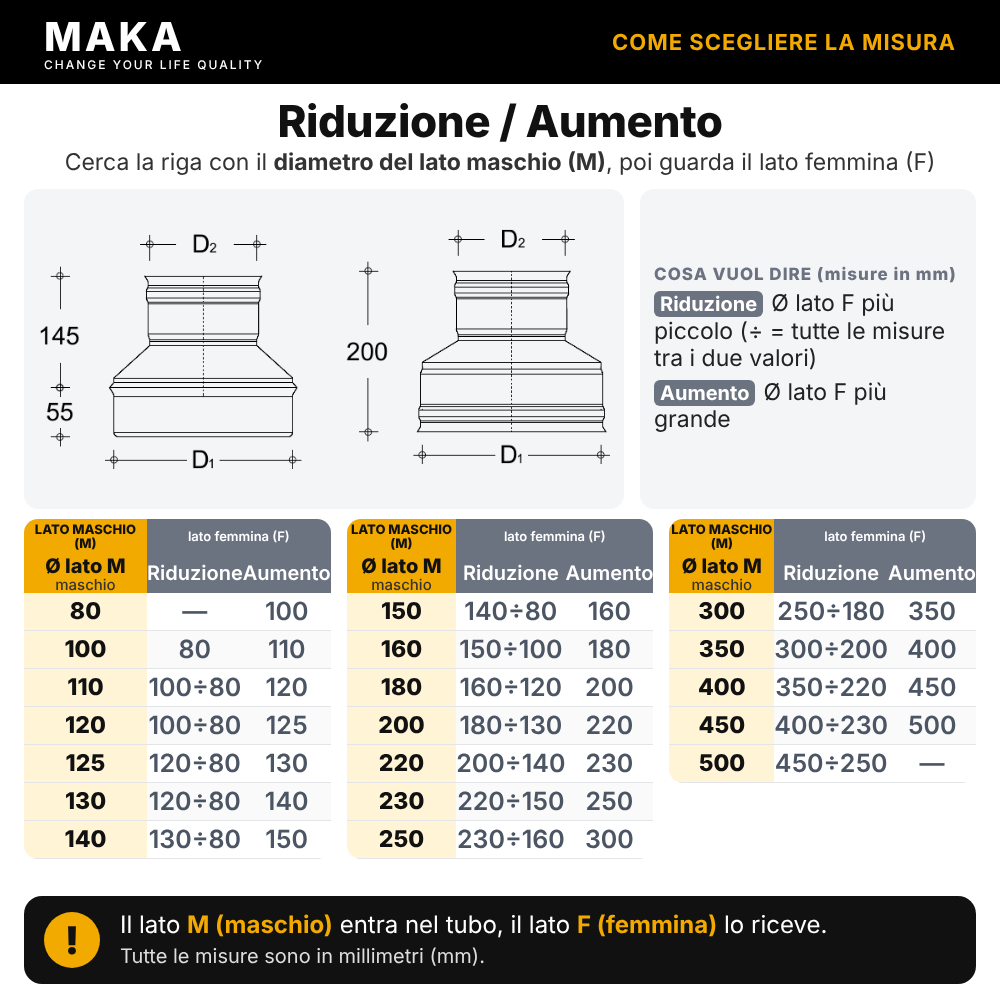 MAKA
CHANGE YOUR LIFE QUALITY
COME SCEGLIERE LA MISURA
Riduzione / Aumento
Cerca la riga con il diametro del lato maschio (M), poi guarda il lato femmina (F)
D2
145
55
D1
D2
200
D1
COSA VUOL DIRE (misure in mm)
Riduzione Ø lato F più
piccolo (÷ = tutte le misure
tra i due valori)
Aumento Ø lato F più
grande
LATO MASCHIO
(M)
lato femmina (F)
Ø lato M
maschio
Riduzione Aumento
80 — 100
100 80 110
110 100÷80 120
120 100÷80 125
125 120÷80 130
130 120÷80 140
140 130÷80 150
LATO MASCHIO
(M)
lato femmina (F)
Ø lato M
maschio
Riduzione Aumento
150 140÷80 160
160 150÷100 180
180 160÷120 200
200 180÷130 220
220 200÷140 230
230 220÷150 250
250 230÷160 300
LATO MASCHIO
(M)
lato femmina (F)
Ø lato M
maschio
Riduzione Aumento
300 250÷180 350
350 300÷200 400
400 350÷220 450
450 400÷230 500
500 450÷250 —
!
Il lato M (maschio) entra nel tubo, il lato F (femmina) lo riceve.
Tutte le misure sono in millimetri (mm).